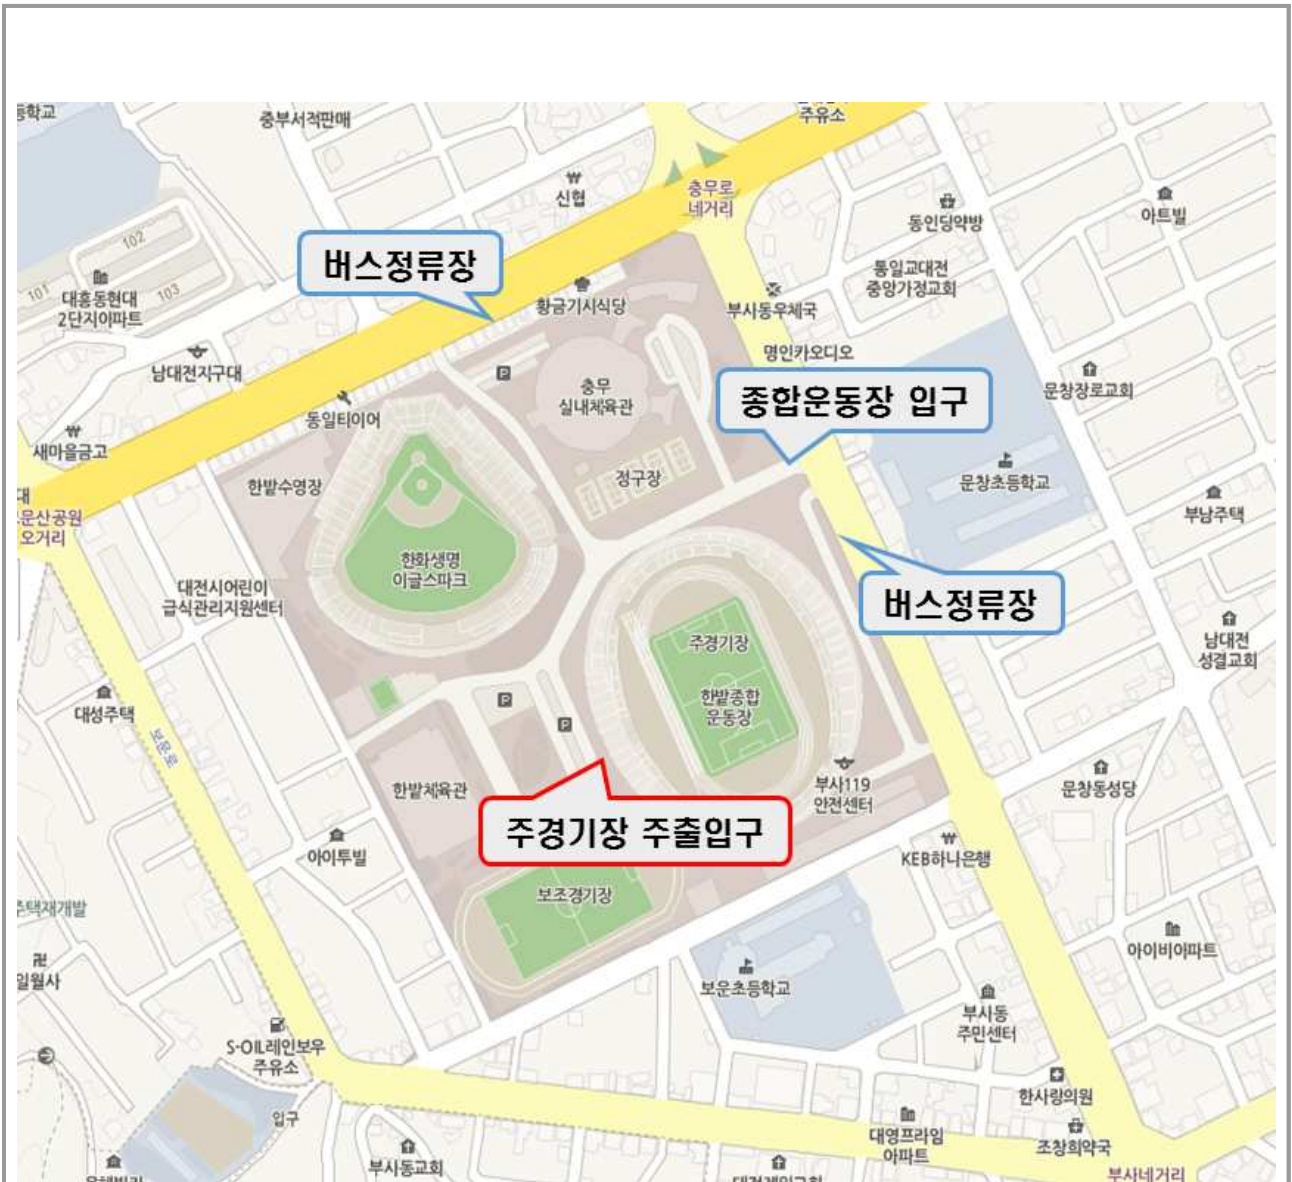 등학교
중부서적판매
주유소
신협
충무로
네거리
동인당약방
아트빌
102
버스정류장
통일교대전
중앙가정교회
101
103
대흥동현대
2단지아파트
황금기사식당
부사동우체국
남대전지구대
명인카오디오
충무
실내체육관
종합운동장 입구
문창장로교회
동일타이어
새마을금고
한밭수영장
정구장
문창초등학교
부남주택
문산공원
오거리
한화생명
이글스파크
대전시어린이
급식관리지원센터
버스정류장
주경기장
남대전
성결교회
한밭종합
운동장
대성주택
보문로
한밭체육관
부사119
안전센터
문창동성당
주경기장 주출입구
아이투빌
KEB하나은행
보조경기장
주택재개발
아이비아파트
일월사
보운초등학교
부사동
주민센터
S-OIL레인보우
주유소
한사랑의원
입구
대영프라임
아파트
조창희약국
부사동교회
부사네거리